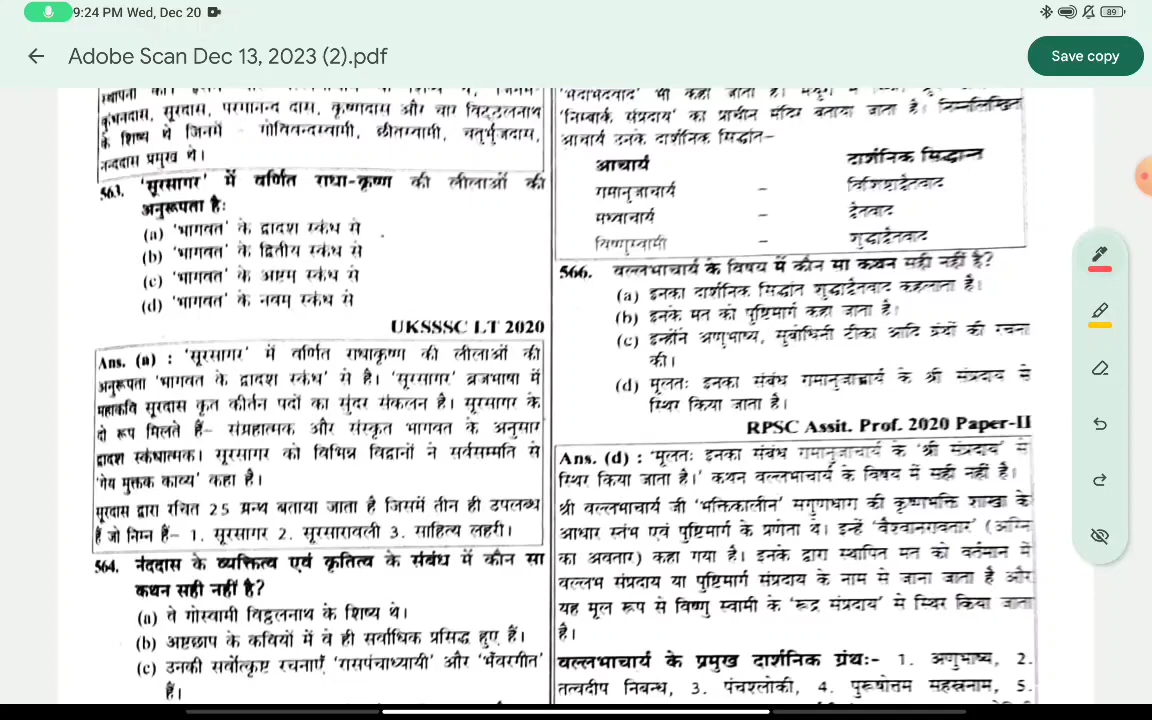 9:24 PM Wed, Dec 20
89
Adobe Scan Dec 13, 2023 (2).pdf
Save copy
कुंभनदास, सूरदास, परमानन्द दास, कृष्णदास और चार विट्ठलनाथ
के शिष्य थे जिनमें - गोविन्दस्वामी, छीतस्वामी, चतुर्भुजदास,
नन्ददास प्रमुख थे।
563. 'सूरसागर' में वर्णित राधा-कृष्ण की लीलाओं की
अनुरूपता है:
(a) 'भागवत' के द्वादश स्कंध से
(b) 'भागवत' के द्वितीय स्कंध से
(c) 'भागवत' के अष्टम स्कंध से
(d) 'भागवत' के नवम् स्कंध से
UKSSSC LT 2020
Ans. (a) : 'सूरसागर' में वर्णित राधाकृष्ण की लीलाओं की
अनुरूपता 'भागवत के द्वादश स्कंध' से है। 'सूरसागर' ब्रजभाषा में
महाकवि सूरदास कृत कीर्तन पदों का सुंदर संकलन है। सूरसागर के
दो रूप मिलते हैं– संग्रहात्मक और संस्कृत भागवत के अनुसार
द्वादश स्कंधात्मक। सूरसागर को विभिन्न विद्वानों ने सर्वसम्मति से
'गेय मुक्तक काव्य' कहा है।
सूरदास द्वारा रचित 25 ग्रन्थ बताया जाता है जिसमें तीन ही उपलब्ध
हैं जो निम्न हैं– 1. सूरसागर 2. सूरसारावली 3. साहित्य लहरी।
564. नंददास के व्यक्तित्व एवं कृतित्व के संबंध में कौन सा
कथन सही नहीं है?
(a) वे गोस्वामी विट्ठलनाथ के शिष्य थे।
(b) अष्टछाप के कवियों में वे ही सर्वाधिक प्रसिद्ध हुए हैं।
(c) उनकी सर्वोत्कृष्ट रचनाएँ 'रासपंचाध्यायी' और 'भँवरगीत'
हैं।
'भेदाभेदवाद' भी कहा जाता है। मथुरा में
'निम्बार्क संप्रदाय' का प्राचीन मंदिर बताया जाता है। निम्नलिखित
आचार्य उनके दार्शनिक सिद्धांत–
आचार्य दार्शनिक सिद्धान्त
रामानुजाचार्य – विशिष्टाद्वैतवाद
मध्वाचार्य – द्वैतवाद
विष्णुस्वामी – शुद्धाद्वैतवाद
566. वल्लभाचार्य के विषय में कौन सा कथन सही नहीं है?
(a) इनका दार्शनिक सिद्धांत शुद्धाद्वैतवाद कहलाता है।
(b) इनके मत को पुष्टिमार्ग कहा जाता है।
(c) इन्होंने अणुभाष्य, सुबोधिनी टीका आदि ग्रंथों की रचना
की।
(d) मूलतः इनका संबंध रामानुजाचार्य के श्री संप्रदाय से
स्थिर किया जाता है।
RPSC Assit. Prof. 2020 Paper-II
Ans. (d) : 'मूलतः इनका संबंध रामानुजाचार्य के 'श्री संप्रदाय' से
स्थिर किया जाता है।' कथन वल्लभाचार्य के विषय में सही नहीं है।
श्री वल्लभाचार्य जी 'भक्तिकालीन' सगुणधारा की कृष्णभक्ति शाखा के
आधार स्तंभ एवं पुष्टिमार्ग के प्रणेता थे। इन्हें 'वैश्वानरावतार' (अग्नि
का अवतार) कहा गया है। इनके द्वारा स्थापित मत को वर्तमान में
वल्लभ संप्रदाय या पुष्टिमार्ग संप्रदाय के नाम से जाना जाता है और
यह मूल रूप से विष्णु स्वामी के 'रूद्र संप्रदाय' से स्थिर किया जाता
है।
वल्लभाचार्य के प्रमुख दार्शनिक ग्रंथ:- 1. अणुभाष्य, 2.
तत्वदीप निबन्ध, 3. पंचश्लोकी, 4. पुरूषोत्तम सहस्रनाम, 5.